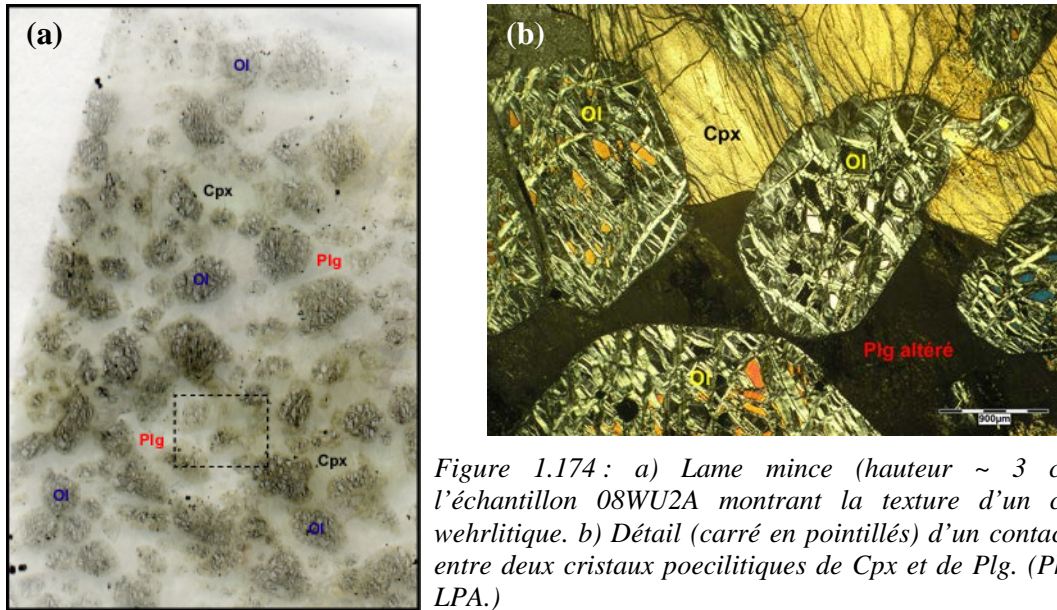 (a)
Ol
Cpx
Plg
Ol
Plg
Cpx
Ol
Ol
(b)
Ol
Cpx
Ol
Plg altéré
Ol
900µm
Figure 1.174 : a) Lame mince (hauteur ~ 3 c
l'échantillon 08WU2A montrant la texture d'un c
wehrlitique. b) Détail (carré en pointillés) d'un contac
entre deux cristaux poecilitiques de Cpx et de Plg.
LPA.)